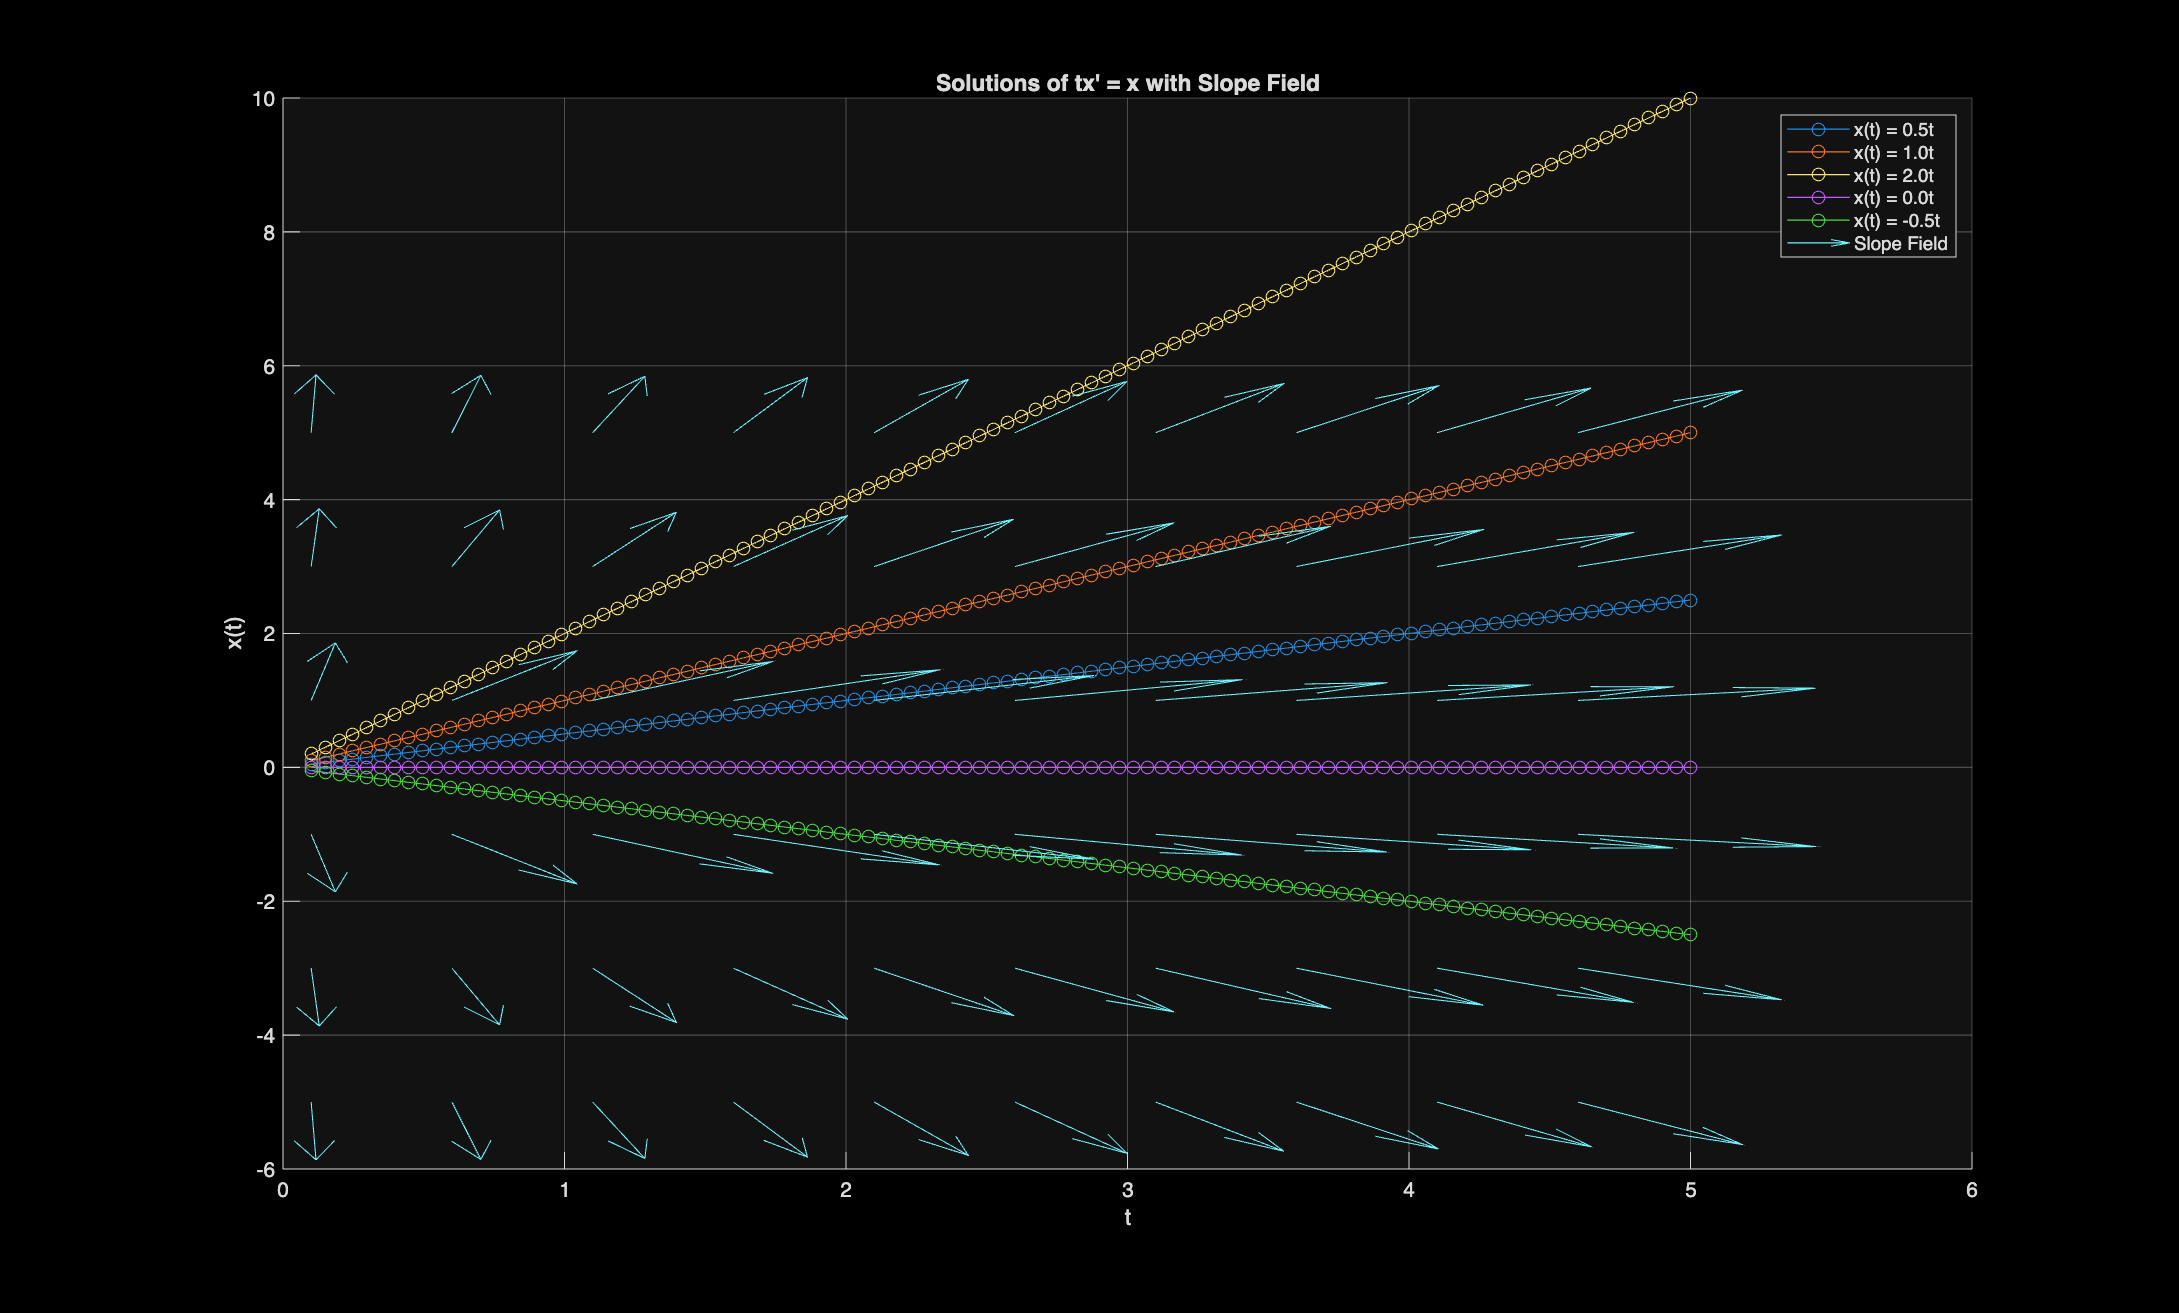 Solutions of tx' = x with Slope Field
x(t) = 0.5t
x(t) = 1.0t
x(t) = 2.0t
x(t) = 0.0t
x(t) = -0.5t
Slope Field
10
8
6
4
2
0
-2
-4
-6
x(t)
0 1 2 3 4 5 6
t